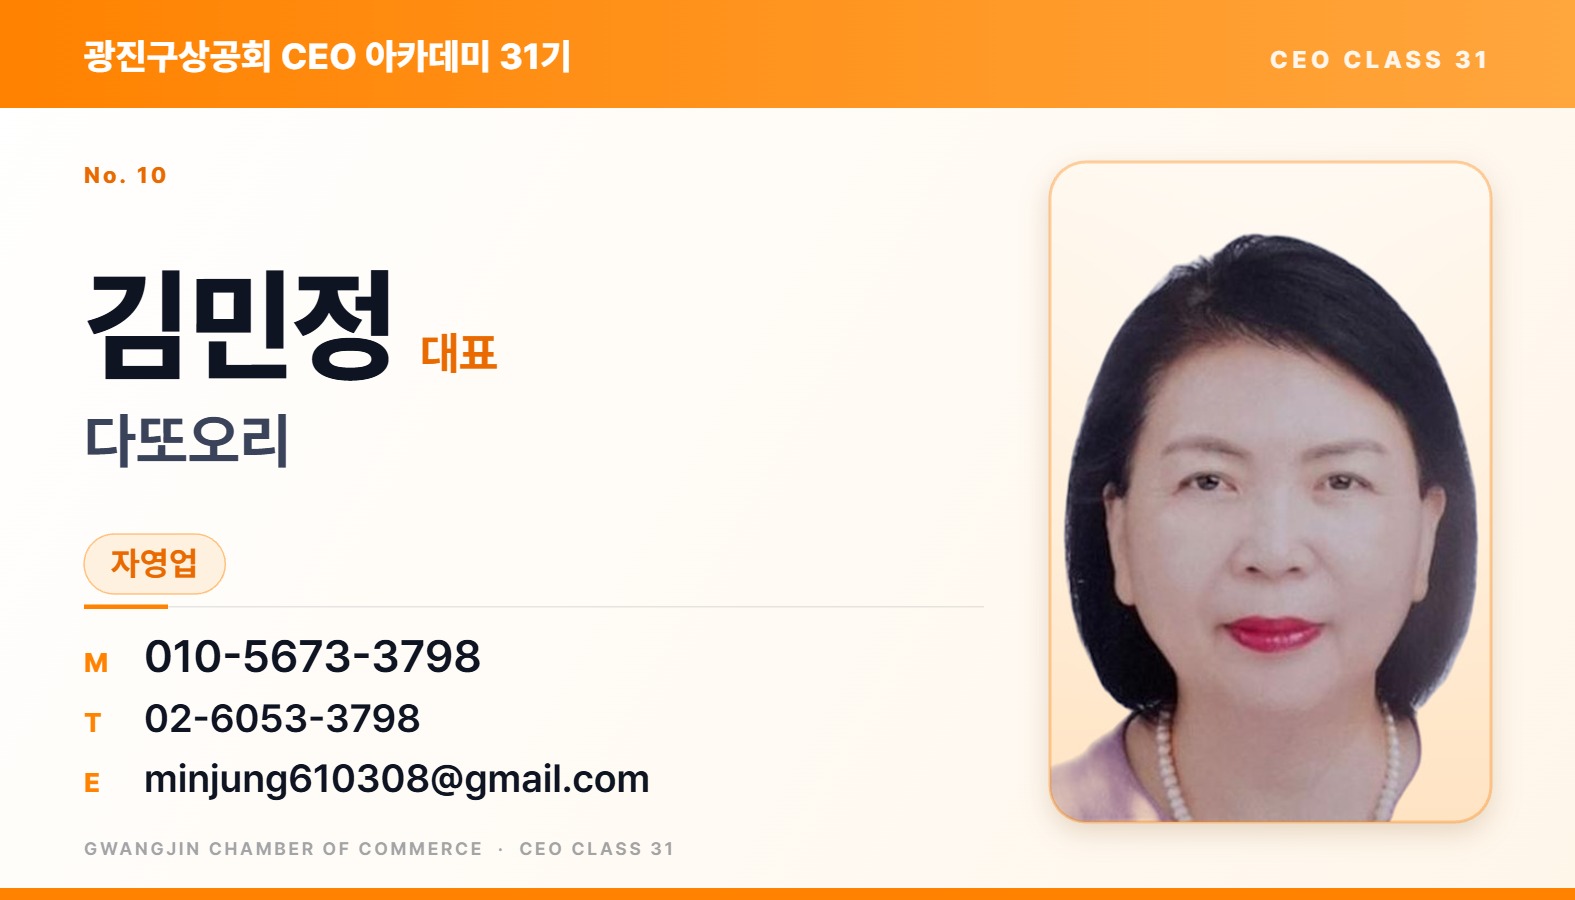 광진구상공회 CEO 아카데미 31기
CEO CLASS 31
No. 10
김민정 대표
다또오리
자영업
M 010-5673-3798
T 02-6053-3798
E minjung610308@gmail.com
GWANGJIN CHAMBER OF COMMERCE · CEO CLASS 31